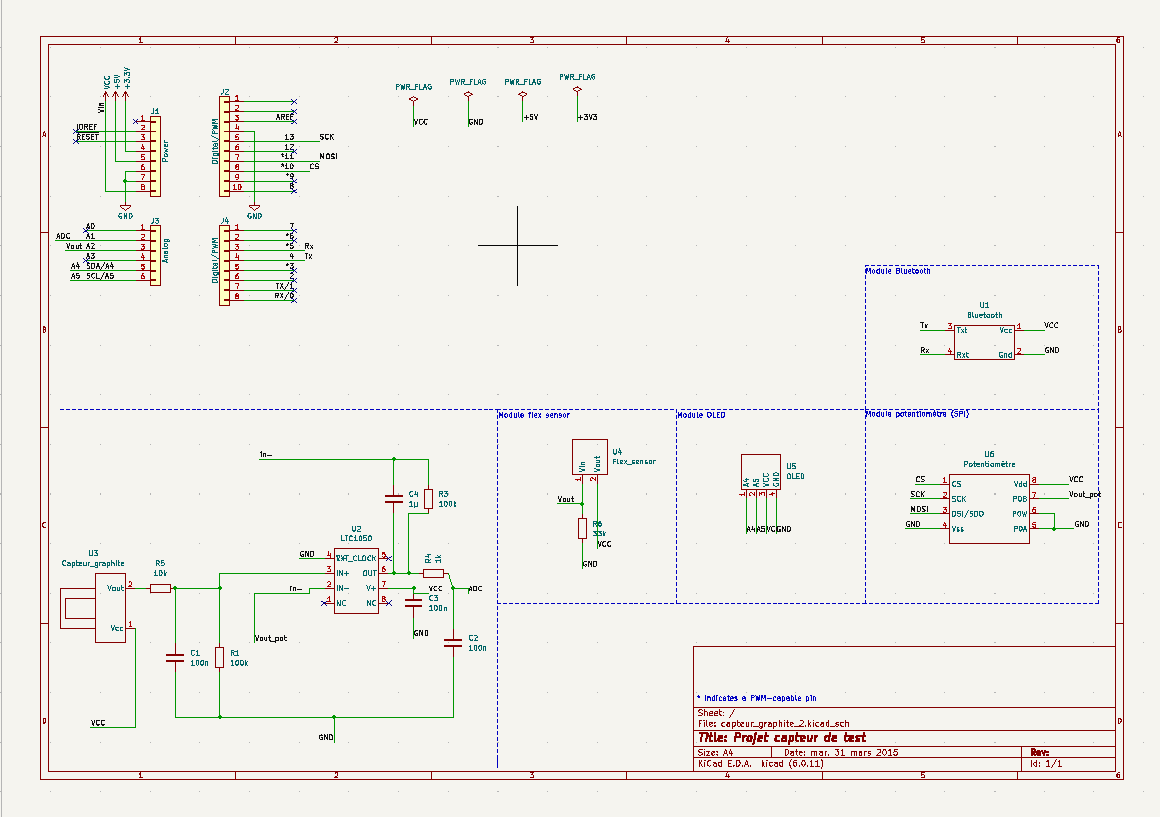 1 2 3 4 5 6
A
B
C
D
VCC
+5V
+3.3V
Vin
J1
Power
IOREF
RESET
1
2
3
4
5
6
7
8
GND
J2
Digital/PWM
1
2
3 AREF
4
5 13 SCK
6 12
7 *11 MOSI
8 *10 CS
9 *9
10 8
GND
PWR_FLAG
VCC
PWR_FLAG
GND
PWR_FLAG
+5V
PWR_FLAG
+3V3
J3
Analog
A0 1
ADC A1 2
Vout A2 3
A3 4
A4 SDA/A4 5
A5 SCL/A5 6
J4
Digital/PWM
1 7
2 *6
3 *5 Rx
4 4 Tx
5 *3
6 2
7 TX/1
8 RX/0
Module Bluetooth
U1
Bluetooth
Tx 3 Txt Vcc 1 VCC
Rx 4 Rxt Gnd 2 GND
Module flex sensor
U4
Flex_sensor
Vin
Vout
1 2
Vout
R6
33k
VCC
GND
Module OLED
U5
OLED
A4
A5
VCC
GND
1 2 3 4
A4 A5 VCC GND
Module potentiomètre (SPI)
U6
Potentiomètre
CS 1 CS Vdd 8 VCC
SCK 2 SCK POB 7 Vout_pot
MOSI 3 DSI/SDO POW 6
GND 4 Vss POA 5 GND
in-
C4
1µ
R3
100k
U2
LTC1050
GND 4 EXT_CLOCK 5
3 IN+ OUT 6
in- 2 IN- V+ 7 VCC
1 NC NC 8
R4
1k
ADC
C3
100n
GND
C2
100n
Vout_pot
U3
Capteur_graphite
Vout 2
Vcc 1
R5
10k
C1
100n
R1
100k
VCC
GND
* Indicates a PWM-capable pin
Sheet: /
File: capteur_graphite_2.kicad_sch
Title: Projet capteur de test
Size: A4 Date: mar. 31 mars 2015 Rev:
KiCad E.D.A. kicad (6.0.11) Id: 1/1
A
B
C
D
1 2 3 4 5 6